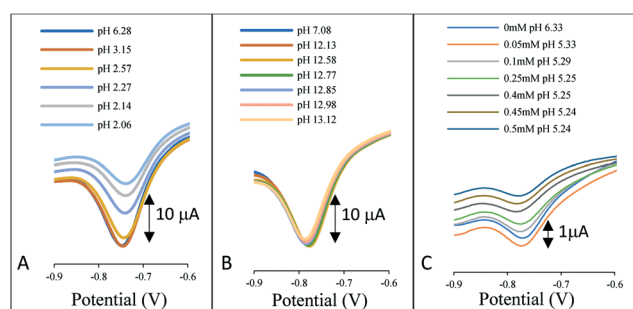 pH 6.28
pH 3.15
pH 2.57
pH 2.27
pH 2.14
pH 2.06
10 μA
A
-0.9 -0.8 -0.7 -0.6
Potential (V)
pH 7.08
pH 12.13
pH 12.58
pH 12.77
pH 12.85
pH 12.98
pH 13.12
10 μA
B
-0.9 -0.8 -0.7 -0.6
Potential (V)
0mM pH 6.33
0.05mM pH 5.33
0.1mM pH 5.29
0.25mM pH 5.25
0.4mM pH 5.25
0.45mM pH 5.24
0.5mM pH 5.24
1μA
C
-0.9 -0.8 -0.7 -0.6
Potential (V)